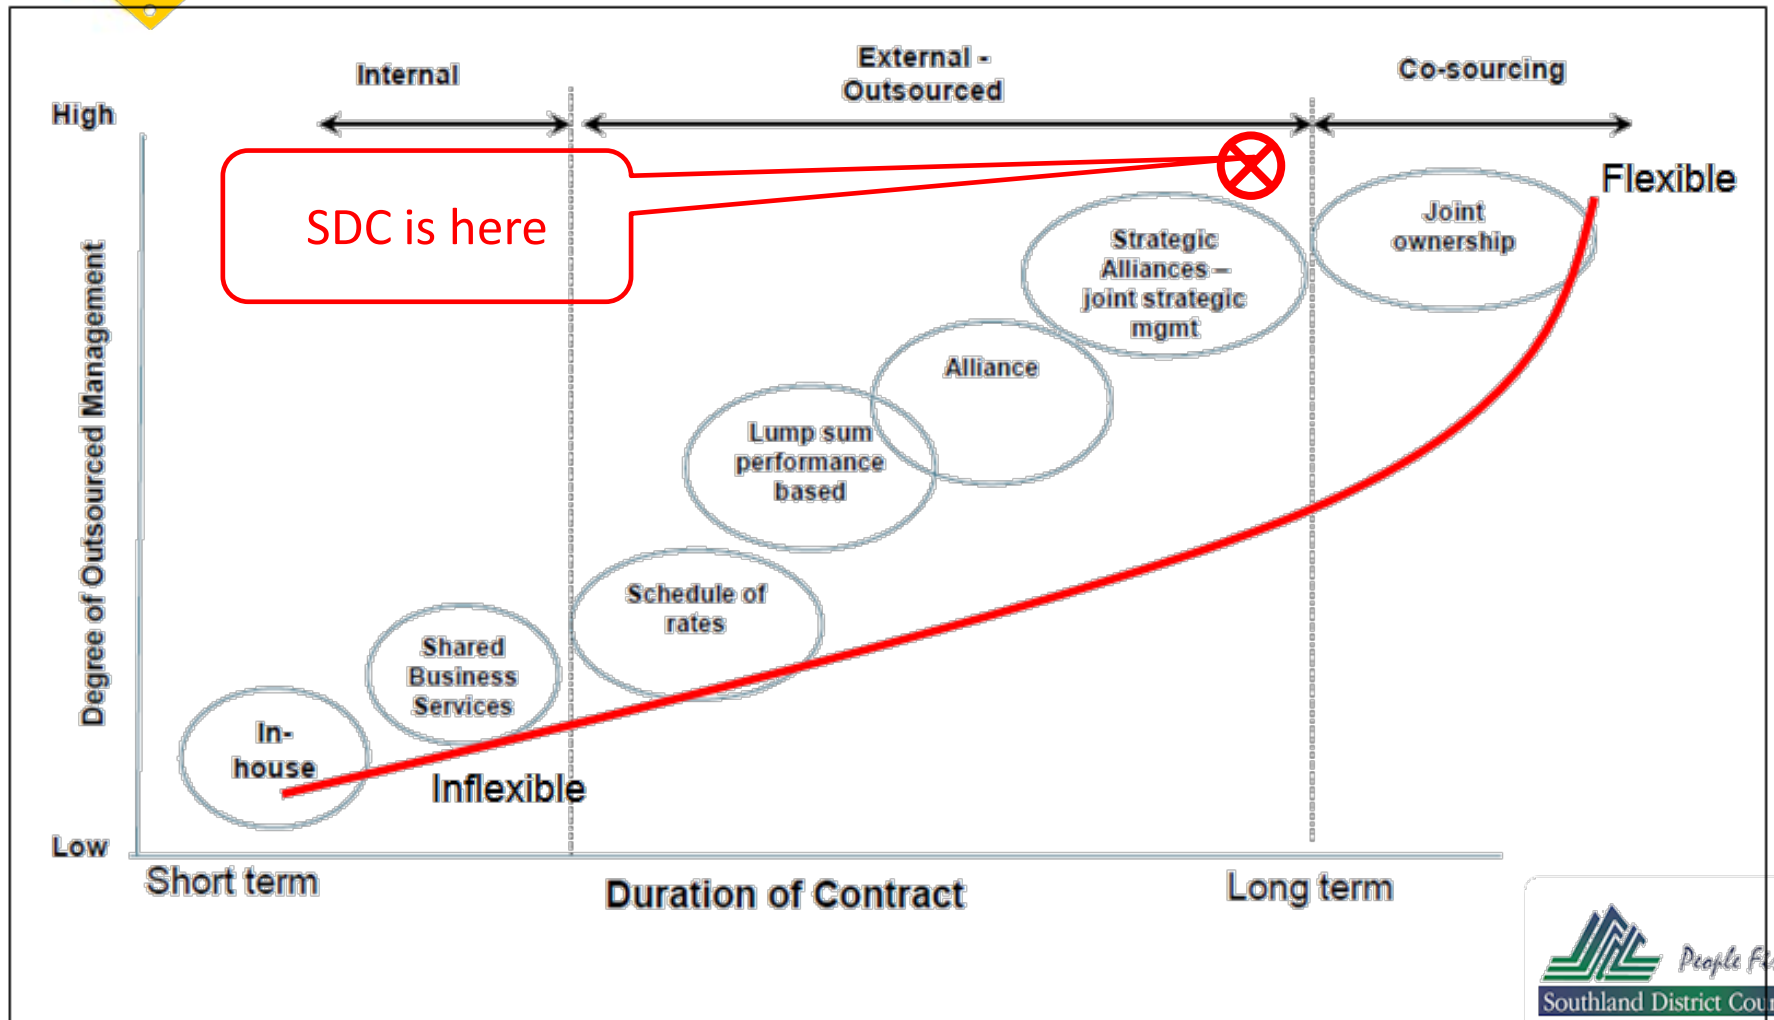 Internal
External -
Outsourced
Co-sourcing
High
SDC is here
Flexible
Joint
ownership
Strategic
Alliances –
joint strategic
mgmt
Alliance
Lump sum
performance
based
Schedule of
rates
Shared
Business
Services
In-
house
Inflexible
Degree of Outsourced Management
Low
Short term
Duration of Contract
Long term
People
Southland District